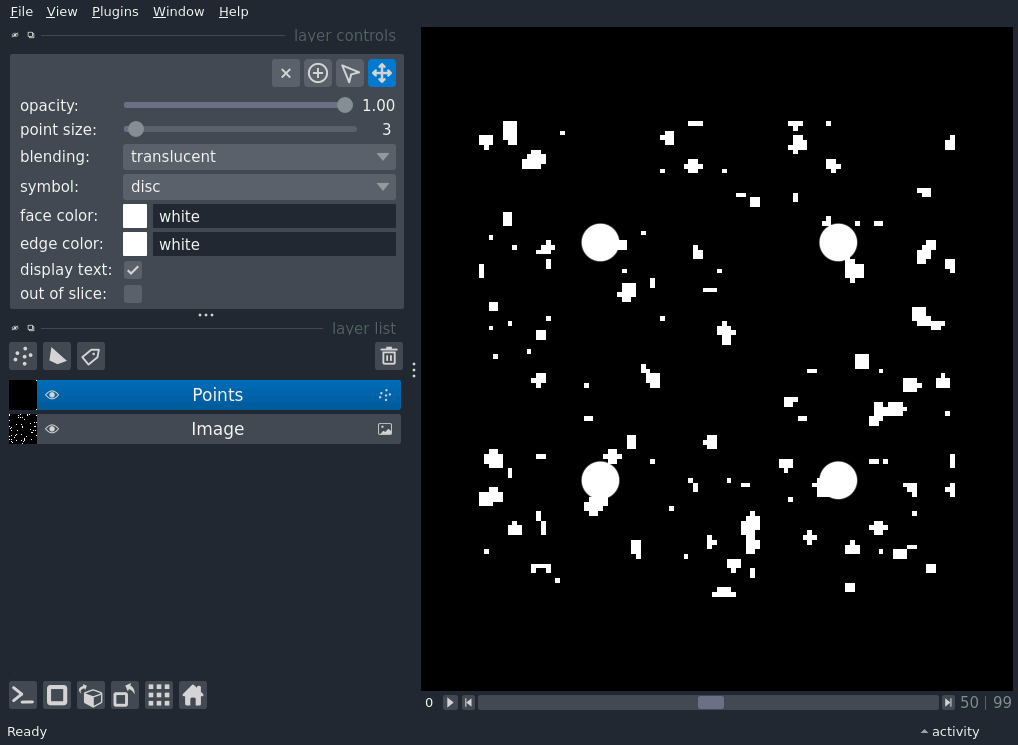 File View Plugins Window Help
layer controls
opacity: 1.00
point size: 3
blending: translucent
symbol: disc
face color: white
edge color: white
display text:
out of slice:
layer list
Points
Image
0 50 | 99
Ready activity